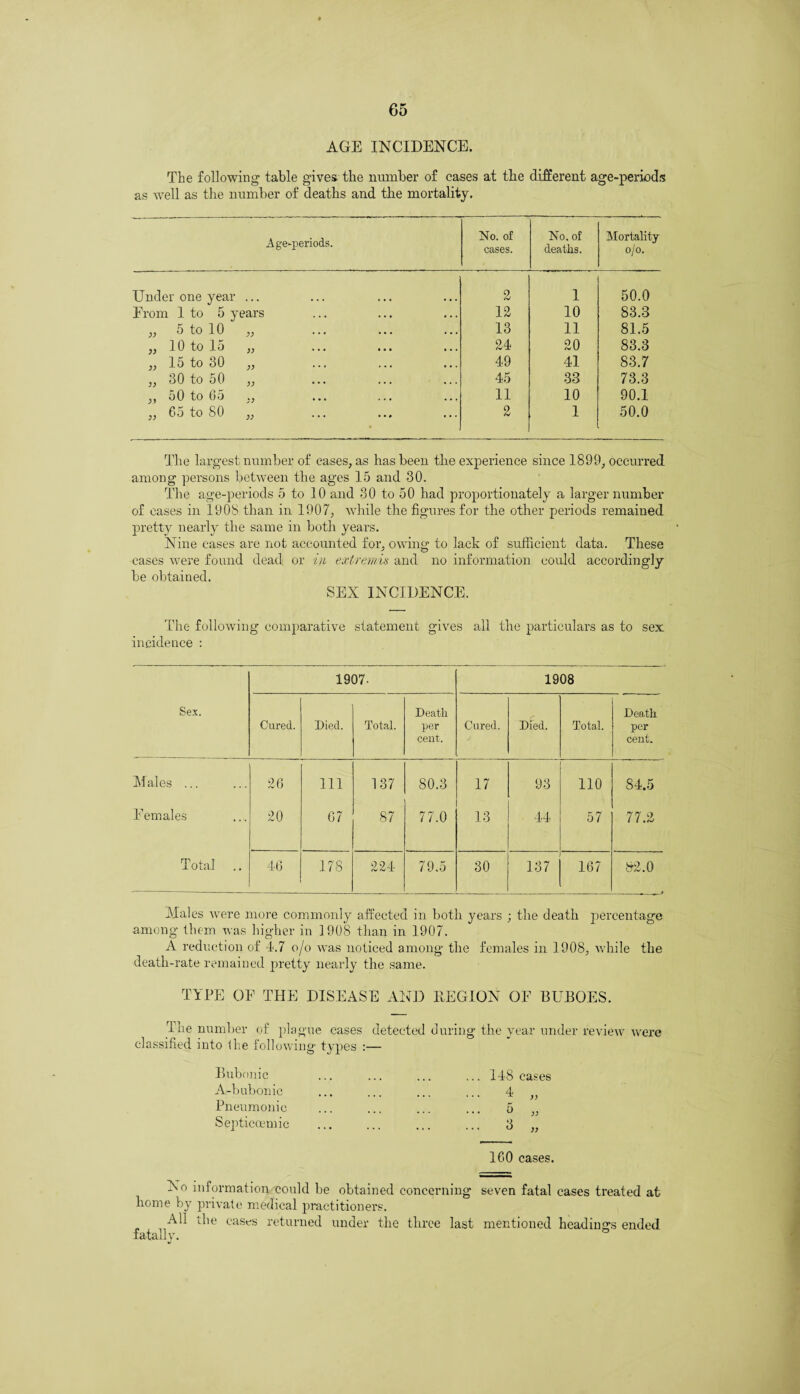 65
AGE INCIDENCE.
The following table gives the number of cases at the different age-periods
as well as the number of deaths and the mortality.
Age-periods. No. of cases. No. of deaths. Mortality o/o.
Under one year ... ... ... ... 2 1 50.0
From 1 to 5 years ... ... ... 12 10 83.3
„ 5 to 10 „ ... ... ... 13 11 81.5
„ 10 to 15 „ ... ... ... 24 20 83.3
„ 15 to 30 „ ... ... ... 49 41 83.7
„ 30 to 50 „ ... ... ... 45 33 73.3
„ 50 to 65 „ ... ... ... 11 10 90.1
„ 65 to 80 „ ... ... ... 2 1 50.0
The largest number of cases, as has been the experience since 1899, occurred
among persons between the ages 15 and 30.
The age-periods 5 to 10 and 30 to 50 had proportionately a larger number
of cases in 1908 than in 1907, while the figures for the other periods remained
pretty nearly the same in both years.
Nine cases are not accounted for, owing to lack of sufficient data. These
cases were found dead or in extremis and no information could accordingly
be obtained.
SEX INCIDENCE.
The following comparative statement gives all the particulars as to sex
incidence :
1907. 1908
Sex. Cured. Died. Total. Death per cent. Cured. Died. Total. Death per cent.
Males ... ... 26 111 137 80.3 17 93 110 84.5
Females ... 20 67 87 77.0 13 44 57 77.2
Total .. 46 178 224 79.5 30 137 167 82.0
Males were more commonly affected in both years ; the death percentage
among them was higher in 1908 than in 1907.
A reduction of 4.7 o/o was noticed among the females in 1908, while the
death-rate remained pretty nearly the same.
TYPE OF THE DISEASE AND REGION OF BUBOES.
The number of plague cases detected during the year under review were
classified into the following types :—
Bubonic ... ... ... ... 148 cases
A-bubonic ... ... ... ... 4 „
Pneumonic ... ... ... ... 5 „
Septicœmic ... ... ... ... 3 „
160 cases.
No information could be obtained concerning seven fatal cases treated at
home by private medical practitioners.
All the cases returned under the three last mentioned headings ended
fatally.